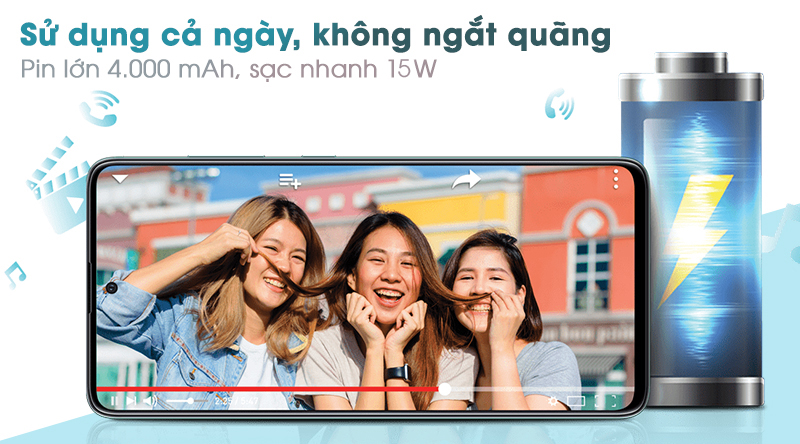 Sử dụng cả ngày, không ngắt quãng
Pin lớn 4.000 mAh, sạc nhanh 15W